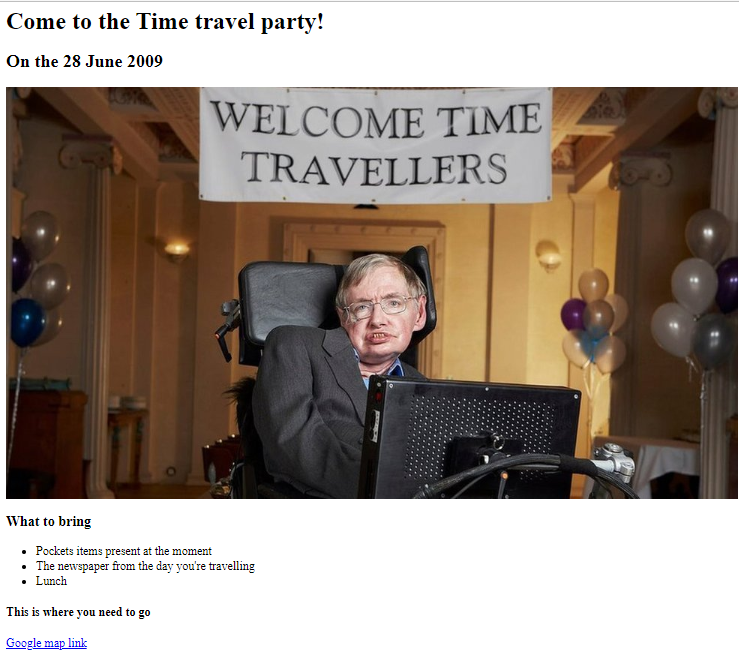 Come to the Time travel party!
On the 28 June 2009
WELCOME TIME
TRAVELLERS
What to bring
Pockets items present at the moment
The newspaper from the day you're travelling
Lunch
This is where you need to go
Google map link